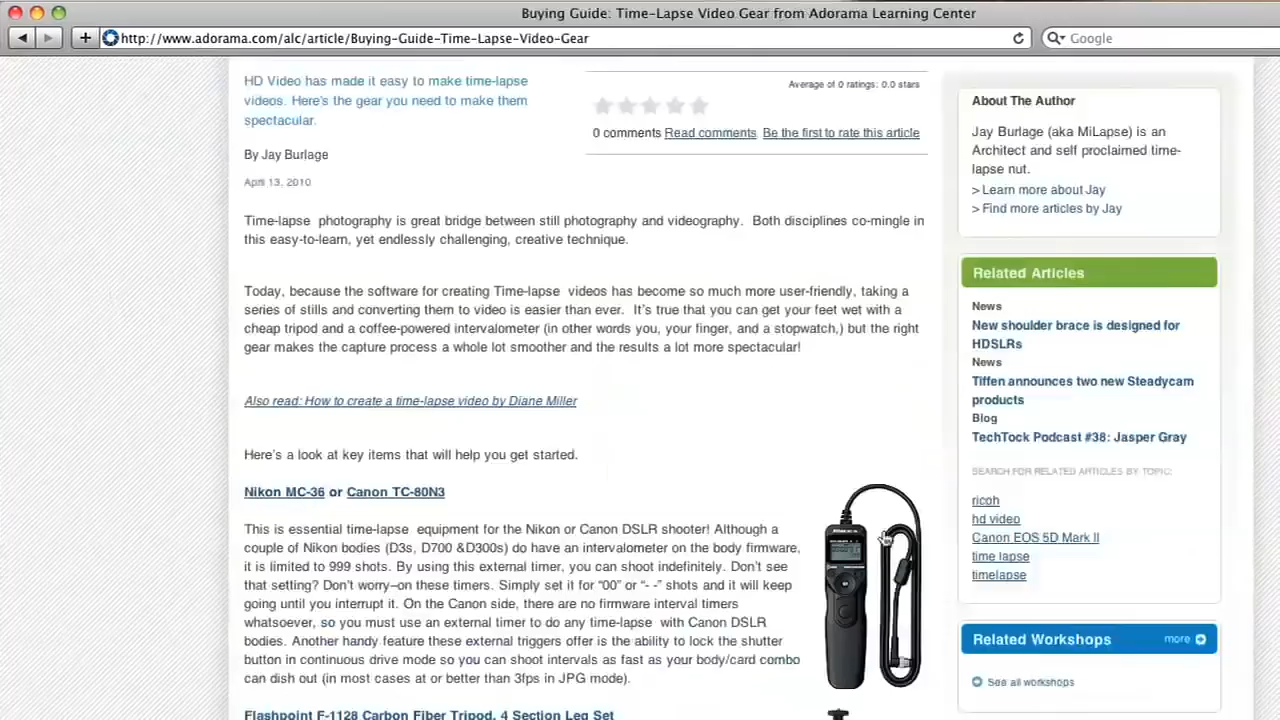 Buying Guide: Time-Lapse Video Gear from Adorama Learning Center
http://www.adorama.com/alc/article/Buying-Guide-Time-Lapse-Video-Gear
Google
HD Video has made it easy to make time-lapse
videos. Here's the gear you need to make them
spectacular.
By Jay Burlage
April 13, 2010
Average of 0 ratings: 0.0 stars
0 comments Read comments Be the first to rate this article
Time-lapse photography is great bridge between still photography and videography. Both disciplines co-mingle in
this easy-to-learn, yet endlessly challenging, creative technique.
Today, because the software for creating Time-lapse videos has become so much more user-friendly, taking a
series of stills and converting them to video is easier than ever. It's true that you can get your feet wet with a
cheap tripod and a coffee-powered intervalometer (in other words you, your finger, and a stopwatch,) but the right
gear makes the capture process a whole lot smoother and the results a lot more spectacular!
Also read: How to create a time-lapse video by Diane Miller
Here's a look at key items that will help you get started.
Nikon MC-36 or Canon TC-80N3
This is essential time-lapse equipment for the Nikon or Canon DSLR shooter! Although a
couple of Nikon bodies (D3s, D700 &D300s) do have an intervalometer on the body firmware,
it is limited to 999 shots. By using this external timer, you can shoot indefinitely. Don't see
that setting? Don't worry–on these timers. Simply set it for “00” or “- -” shots and it will keep
going until you interrupt it. On the Canon side, there are no firmware interval timers
whatsoever, so you must use an external timer to do any time-lapse with Canon DSLR
bodies. Another handy feature these external triggers offer is the ability to lock the shutter
button in continuous drive mode so you can shoot intervals as fast as your body/card combo
can dish out (in most cases at or better than 3fps in JPG mode).
Flashpoint F-1128 Carbon Fiber Tripod, 4 Section Leg Set
About The Author
Jay Burlage (aka MiLapse) is an
Architect and self proclaimed time-
lapse nut.
> Learn more about Jay
> Find more articles by Jay
Related Articles
News
New shoulder brace is designed for
HDSLRs
News
Tiffen announces two new Steadycam
products
Blog
TechTock Podcast #38: Jasper Gray
SEARCH FOR RELATED ARTICLES BY TOPIC:
ricoh
hd video
Canon EOS 5D Mark II
time lapse
timelapse
Related Workshops
more
See all workshops